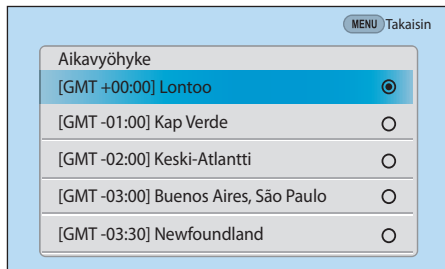 MENU Takaisin
Aikavyöhyke
[GMT +00:00] Lontoo
[GMT -01:00] Kap Verde
[GMT -02:00] Keski-Atlantti
[GMT -03:00] Buenos Aires, São Paulo
[GMT -03:30] Newfoundland